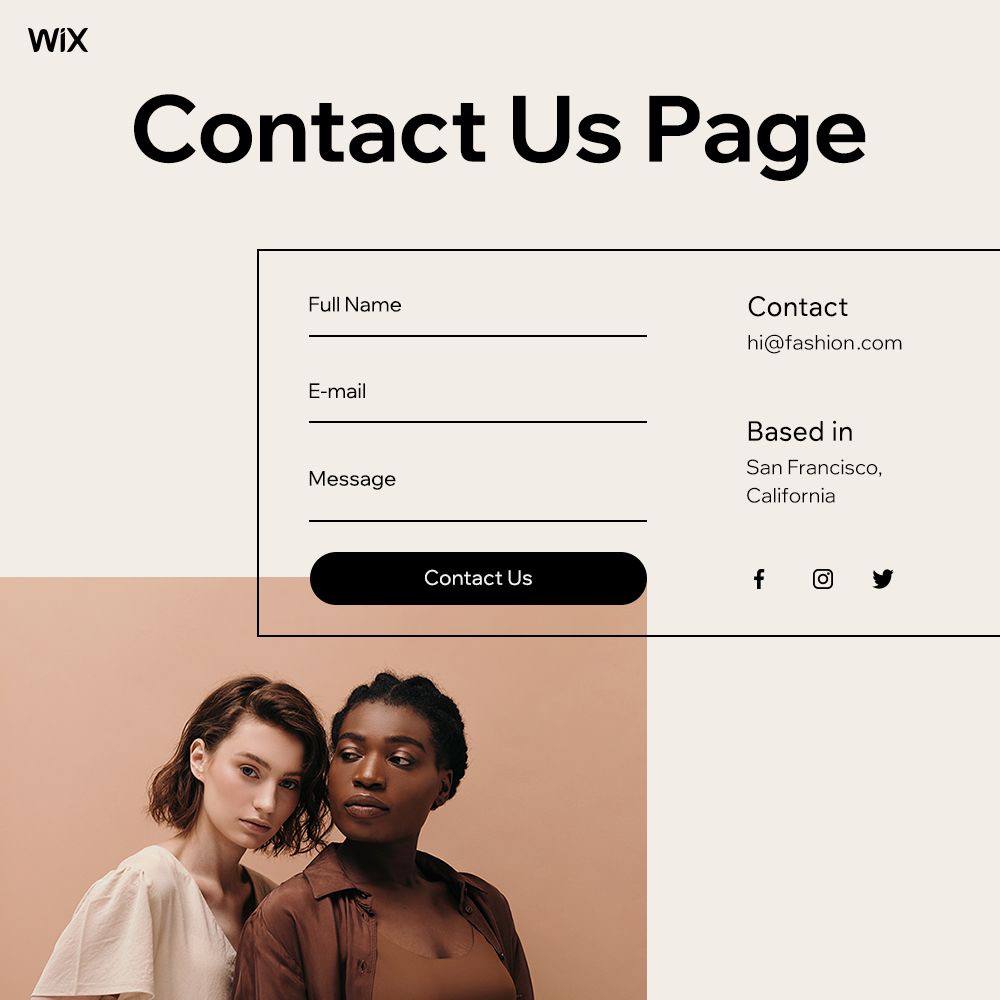 WiX
Contact Us Page
Full Name
E-mail
Message
Contact Us
Contact
hi@fashion.com
Based in
San Francisco,
California